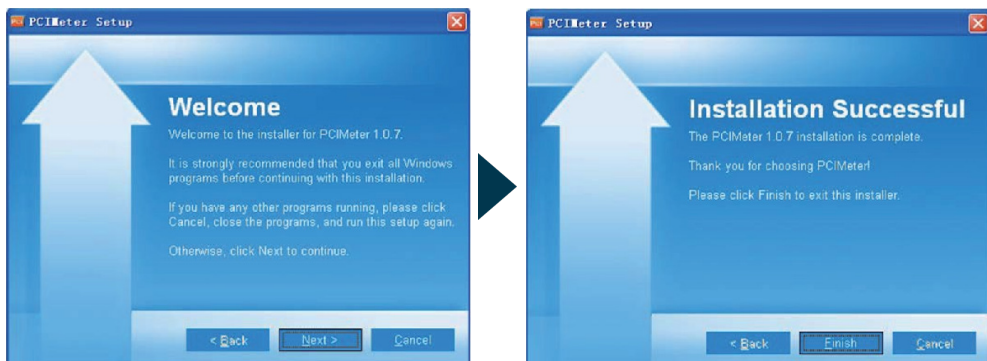 PCIMeter Setup
Welcome
Welcome to the installer for PCIMeter 1.0.7.
It is strongly recommended that you exit all Windows
programs before continuing with this installation.
If you have any other programs running, please click
Cancel, close the programs, and run this setup again.
Otherwise, click Next to continue.
< Back
Next >
Cancel
PCIMeter Setup
Installation Successful
The PCIMeter 1.0.7 installation is complete.
Thank you for choosing PCIMeter!
Please click Finish to exit this installer.
< Back
Finish
Cancel